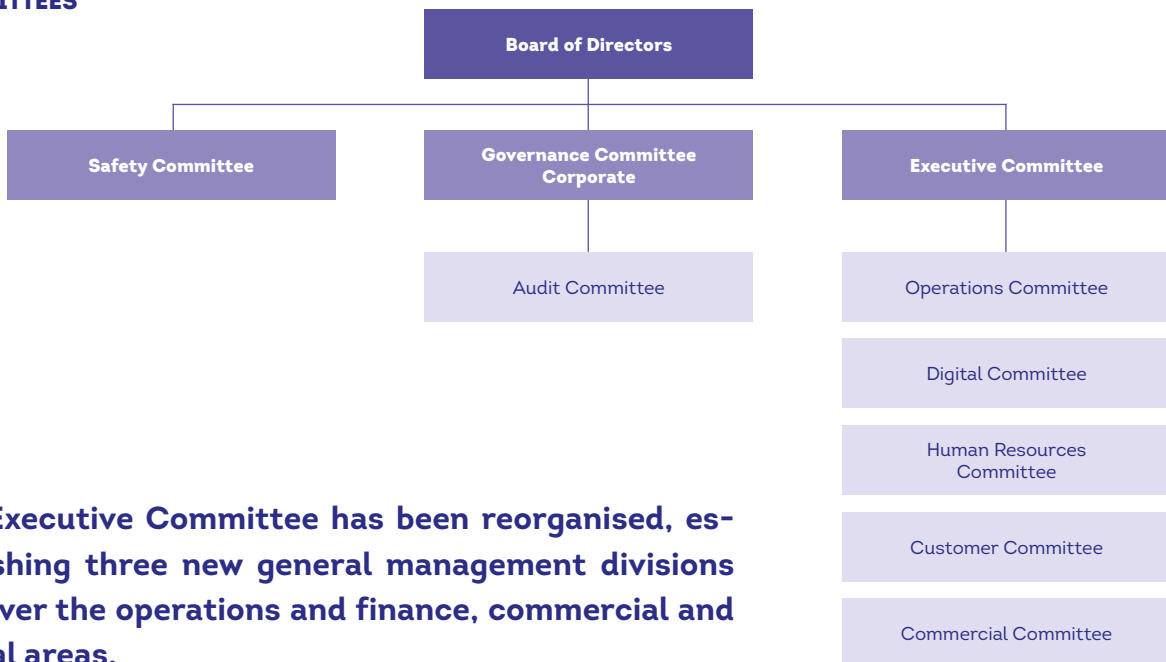 Board of Directors
Safety Committee
Governance Committee
Corporate
Executive Committee
Audit Committee
Operations Committee
Digital Committee
Human Resources
Committee
Customer Committee
Commercial Committee
Executive Committee has been reorganised, es-
three new general management divisions
the operations and finance, commercial and
areas.